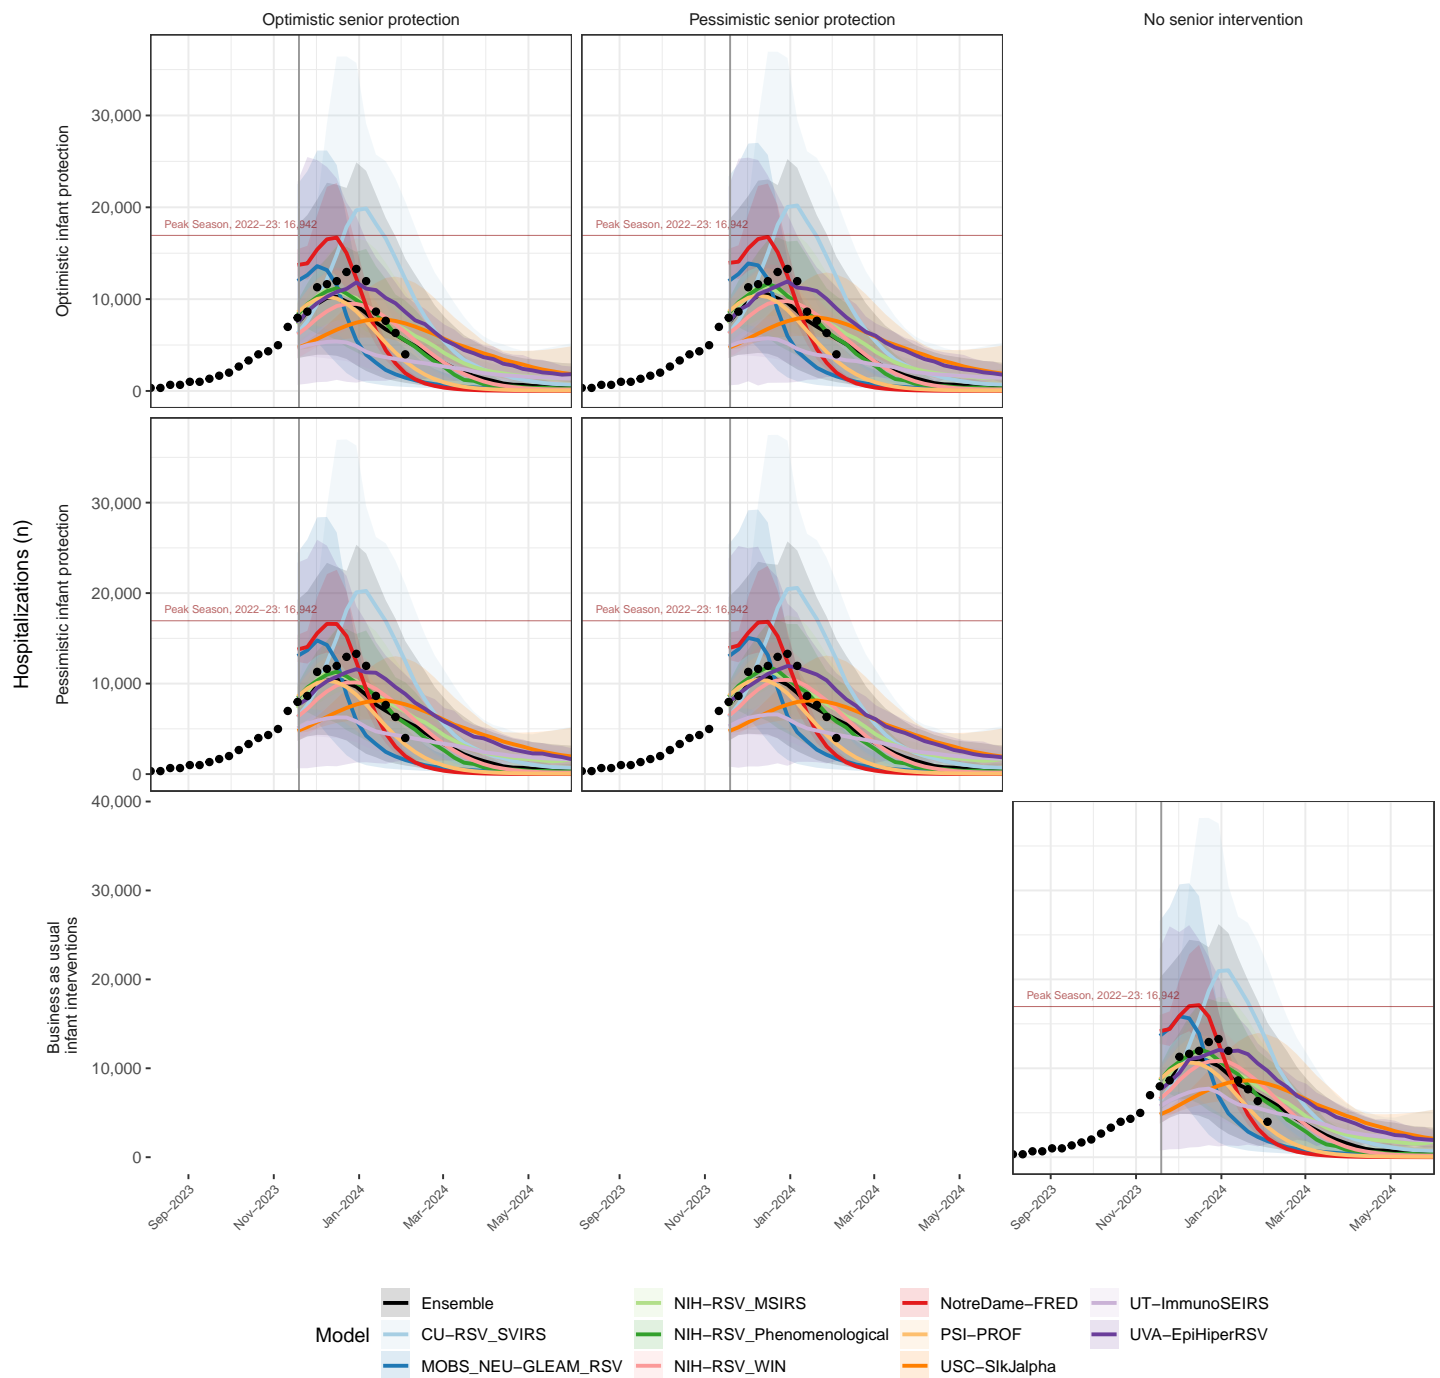 Optimistic senior protection
Pessimistic senior protection
No senior intervention
Hospitalizations (n)
Optimistic infant protection
30,000
20,000
10,000
0
Peak Season, 2022−23: 16,942
Peak Season, 2022−23: 16,942
Pessimistic infant protection
30,000
20,000
10,000
0
Peak Season, 2022−23: 16,942
Peak Season, 2022−23: 16,942
Business as usual
infant interventions
40,000
30,000
20,000
10,000
0
Peak Season, 2022−23: 16,942
Sep−2023
Nov−2023
Jan−2024
Mar−2024
May−2024
Sep−2023
Nov−2023
Jan−2024
Mar−2024
May−2024
Sep−2023
Nov−2023
Jan−2024
Mar−2024
May−2024
Model
Ensemble
CU−RSV_SVIRS
MOBS_NEU−GLEAM_RSV
NIH−RSV_MSIRS
NIH−RSV_Phenomenological
NIH−RSV_WIN
NotreDame−FRED
PSI−PROF
USC−SIkJalpha
UT−ImmunoSEIRS
UVA−EpiHiperRSV